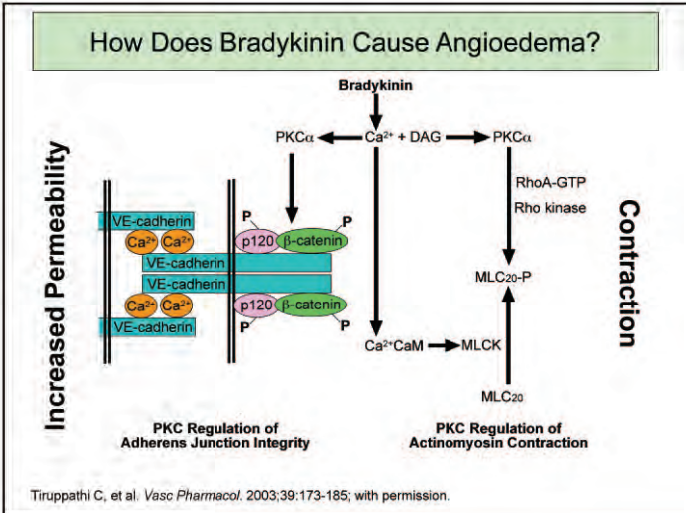 How Does Bradykinin Cause Angioedema?
Increased Permeability
Bradykinin
PKCα
Ca²⁺ + DAG
PKCα
RhoA-GTP
Rho kinase
Contraction
P
P
VE-cadherin
Ca²⁺
Ca²⁺
p120
β-catenin
VE-cadherin
VE-cadherin
Ca²⁺
Ca²⁺
p120
β-catenin
VE-cadherin
P
P
MLC₂₀-P
Ca²⁺CaM
MLCK
MLC₂₀
PKC Regulation of
Adherens Junction Integrity
PKC Regulation of
Actinomyosin Contraction
Tiruppathi C, et al. Vasc Pharmacol. 2003;39:173-185; with permission.